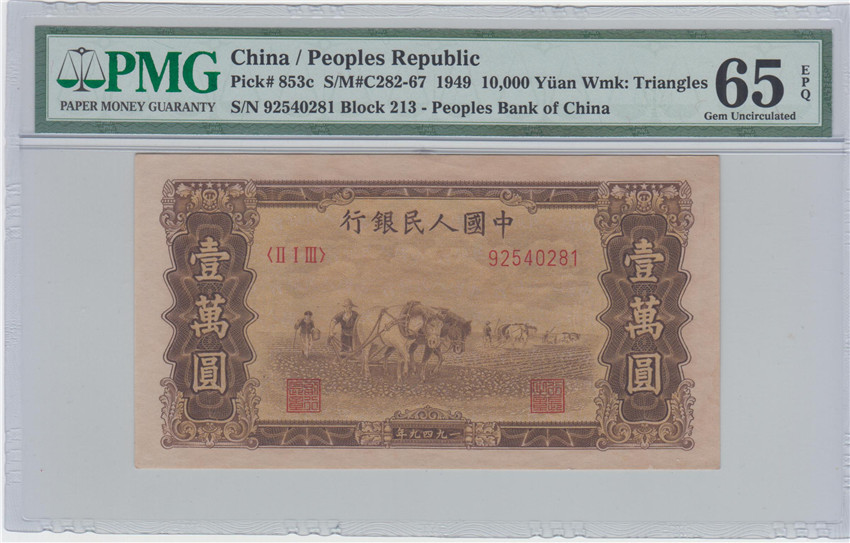 PMG
PAPER MONEY GUARANTY
China / Peoples Republic
Pick# 853c S/M#C282-67 1949 10,000 Yüan Wmk: Triangles
S/N 92540281 Block 213 - Peoples Bank of China
65 EPQ
Gem Uncirculated
行銀民人國中
〈II I III〉 92540281
壹萬圓
壹萬圓
年九四九一